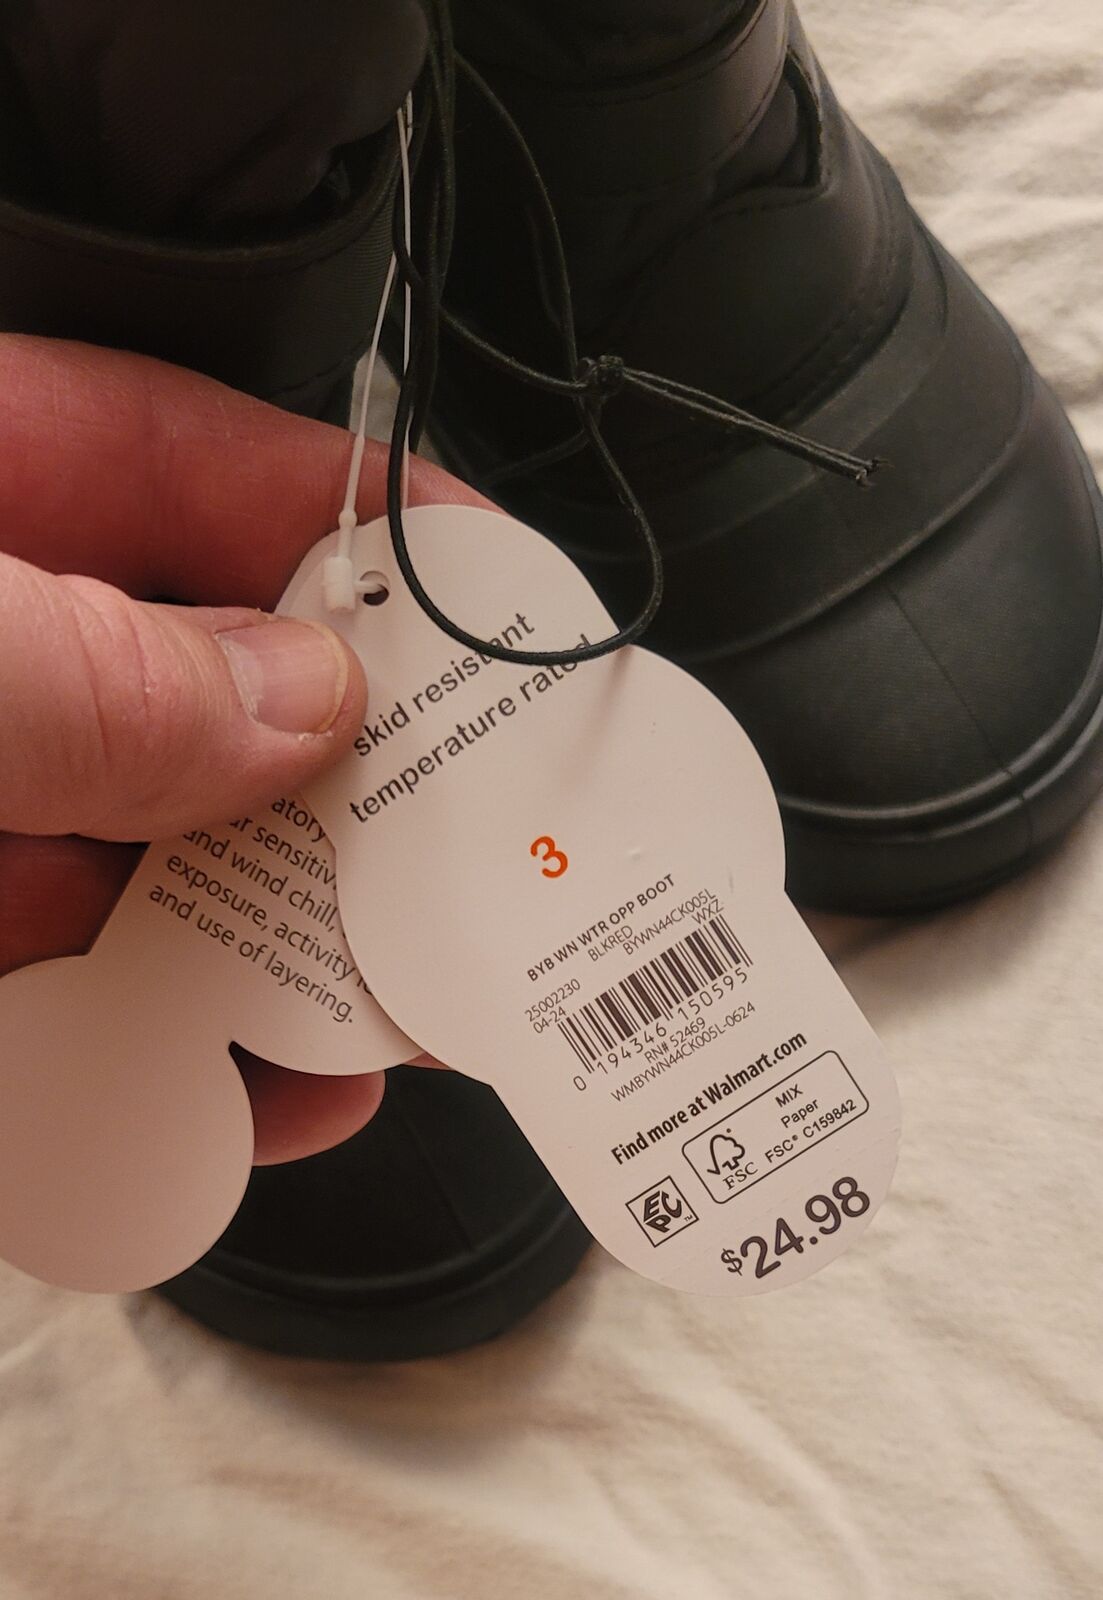 skid resistant
temperature rated
3
BYB WN WTR OPP BOOT
BLKRED BYWN44CK005L
WXZ
25002230
04-24
0 194346 150595
RN# 52469
WMBYWN44CK005L-0624
Find more at Walmart.com
MIX
Paper
FSC® C159842
FSC
EPC™
$24.98
sensitiv
and wind chill,
exposure, activity
and use of layering.